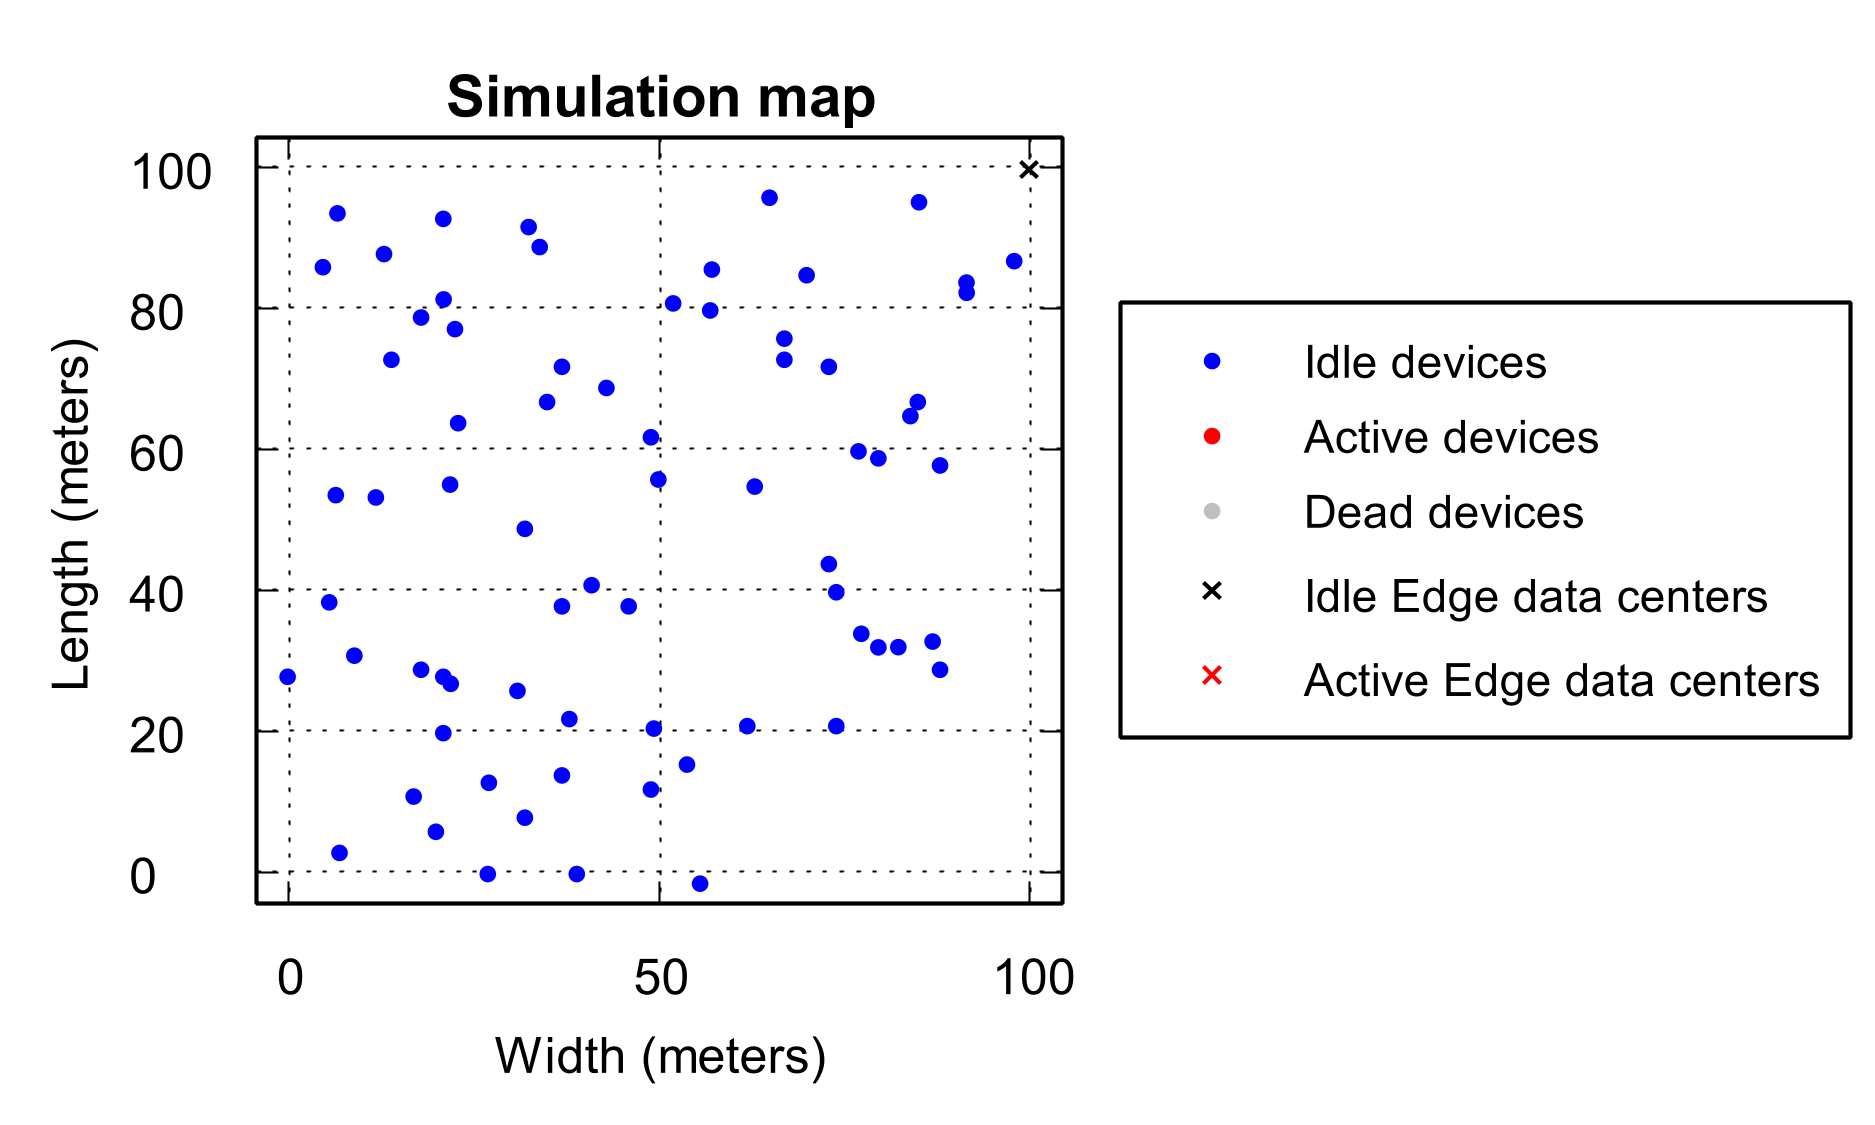 Simulation map
100
80
60
40
20
0
Length (meters)
0 50 100
Width (meters)
Idle devices
Active devices
Dead devices
Idle Edge data centers
Active Edge data centers